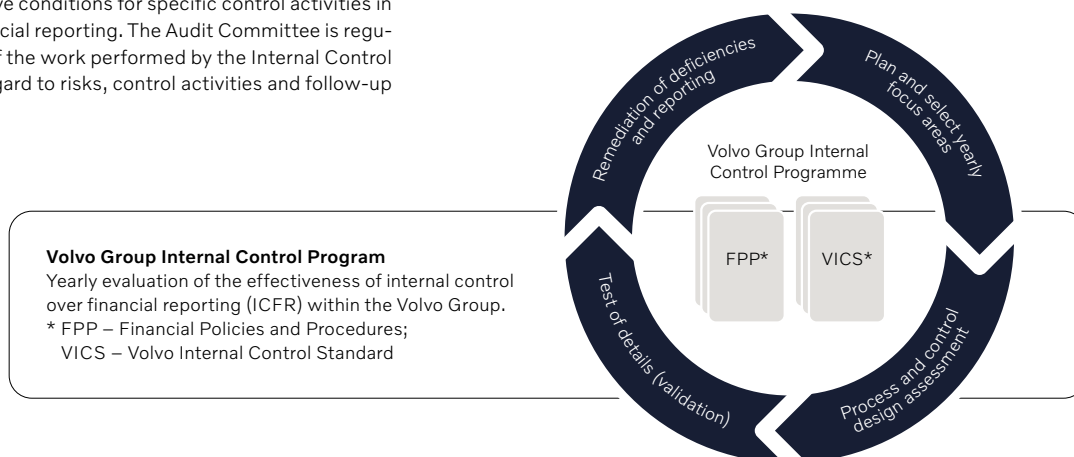 ve conditions for specific control activities in
cial reporting. The Audit Committee is regu-
f the work performed by the Internal Control
gard to risks, control activities and follow-up
Volvo Group Internal Control Program
Yearly evaluation of the effectiveness of internal control
over financial reporting (ICFR) within the Volvo Group.
* FPP – Financial Policies and Procedures;
VICS – Volvo Internal Control Standard
Remediation of deficiencies
and reporting
Plan and select yearly
focus areas
Volvo Group Internal
Control Programme
FPP*
VICS*
Process and control
design assessment
Test of details (validation)